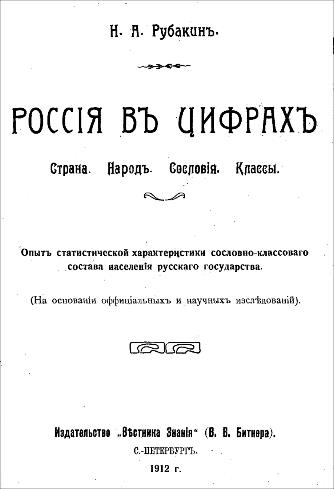 Н. А. Рубакинъ.
РОССІЯ ВЪ ЦИФРАХЪ
Страна. Народъ. Сословія. Классы.
Опытъ статистической характеристики сословно-классоваго
состава населенія русскаго государства.
(На основаніи оффиціальныхъ и научныхъ изслѣдованій).
Издательство „Вѣстника Знанія" (В. В. Битнера).
С.-ПЕТЕРБУРГЪ.
1912 г.